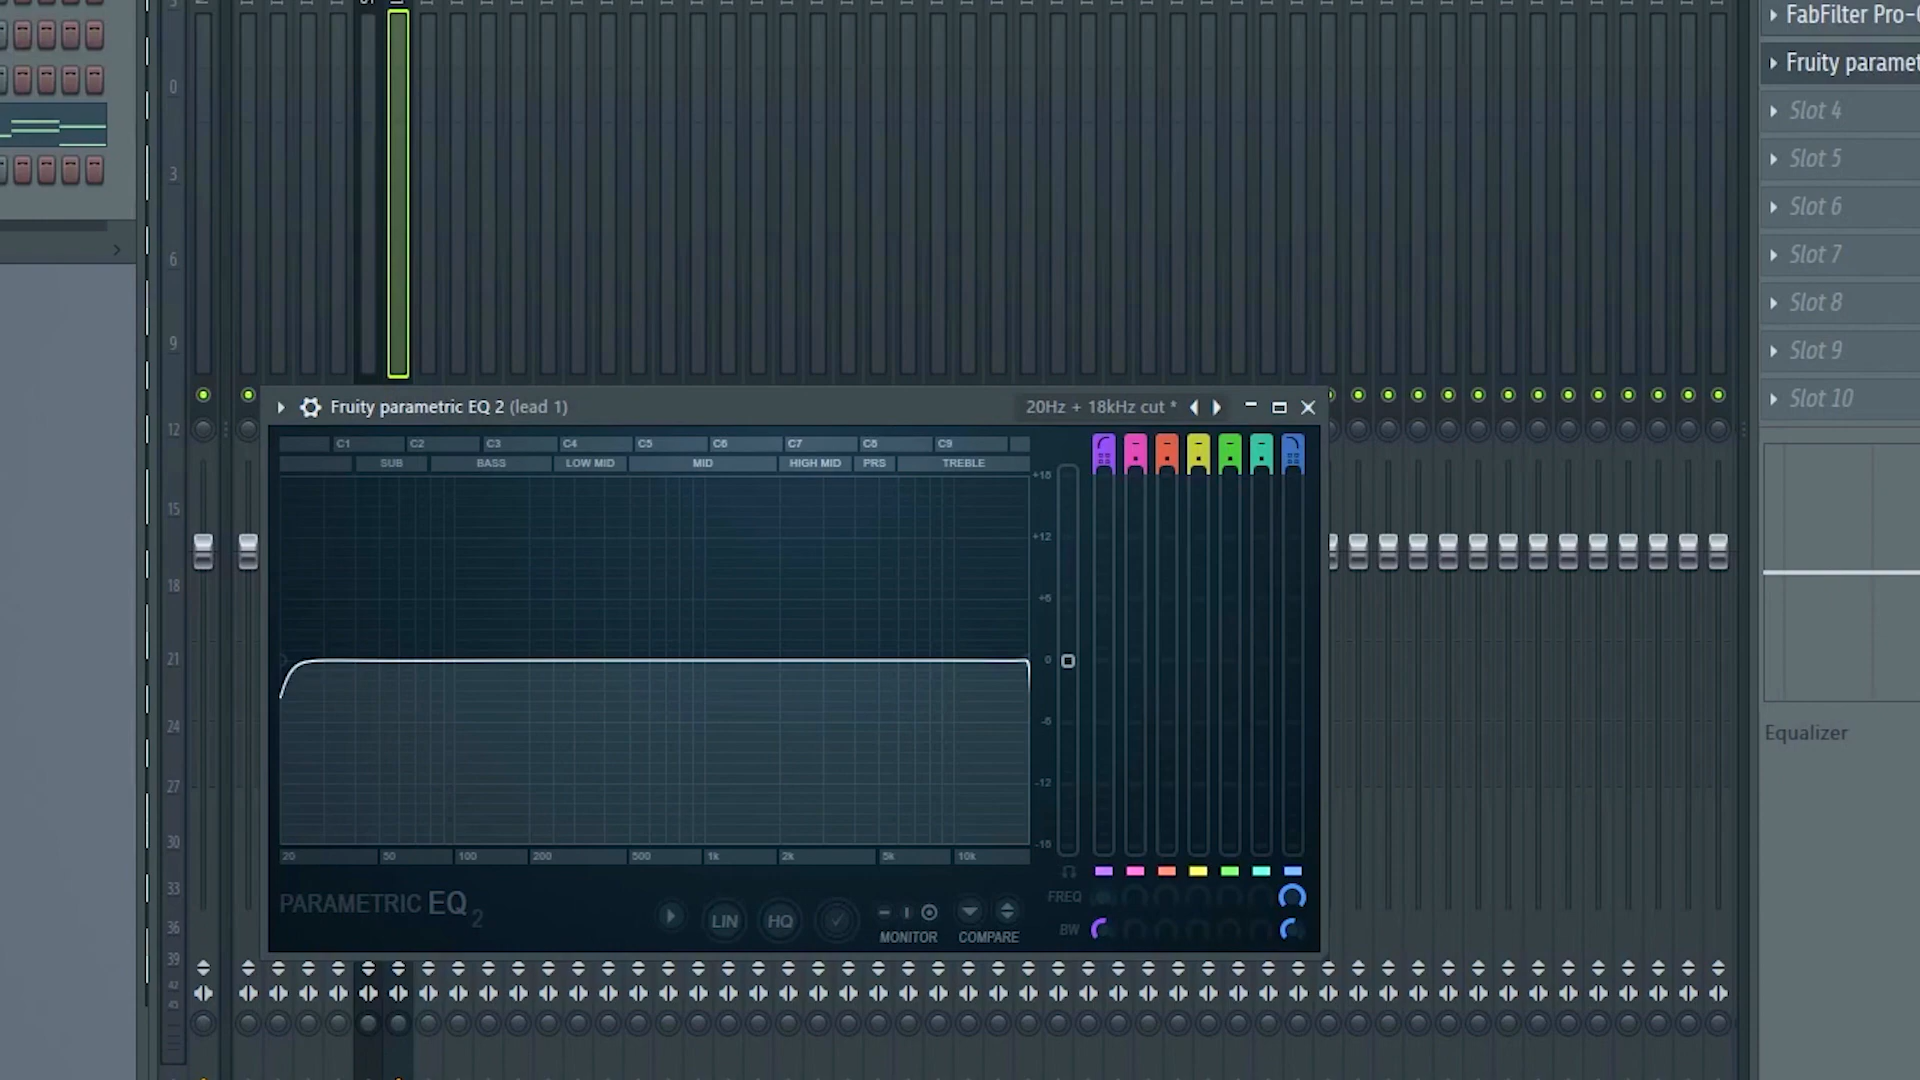 FabFilter Pro-
Fruity paramet
Slot 4
Slot 5
Slot 6
Slot 7
Slot 8
Slot 9
Slot 10
Equalizer
0
3
6
9
12
15
18
21
24
27
30
33
36
39
42
45
Fruity parametric EQ 2 (lead 1)
20Hz + 18kHz cut *
C1 C2 C3 C4 C5 C6 C7 C8 C9
SUB BASS LOW MID MID HIGH MID PRS TREBLE
+18
+12
+6
0
-6
-12
-18
20 50 100 200 500 1k 2k 5k 10k
PARAMETRIC EQ 2
LIN HQ
MONITOR COMPARE
FREQ
BW